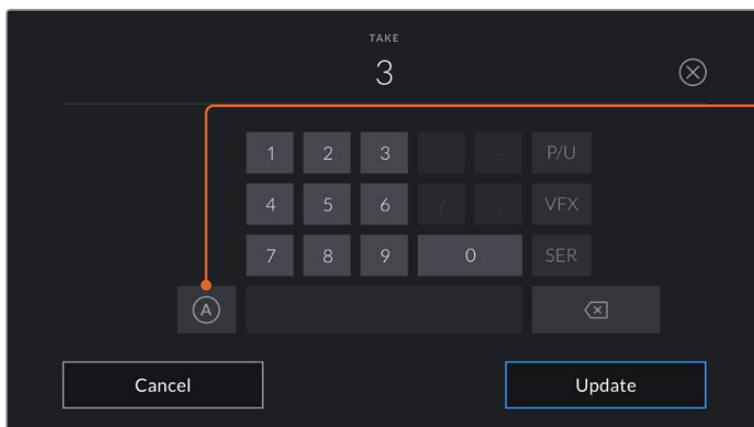 TAKE
3
1 2 3 . - P/U
4 5 6 / , VFX
7 8 9 0 SER
A
Cancel Update